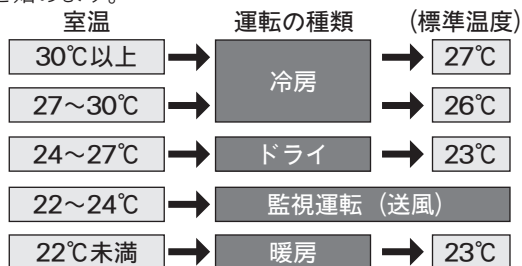 室温 運転の種類 (標準温度)
30℃以上 冷房 27℃
27～30℃ 26℃
24～27℃ ドライ 23℃
22～24℃ 監視運転（送風）
22℃未満 暖房 23℃